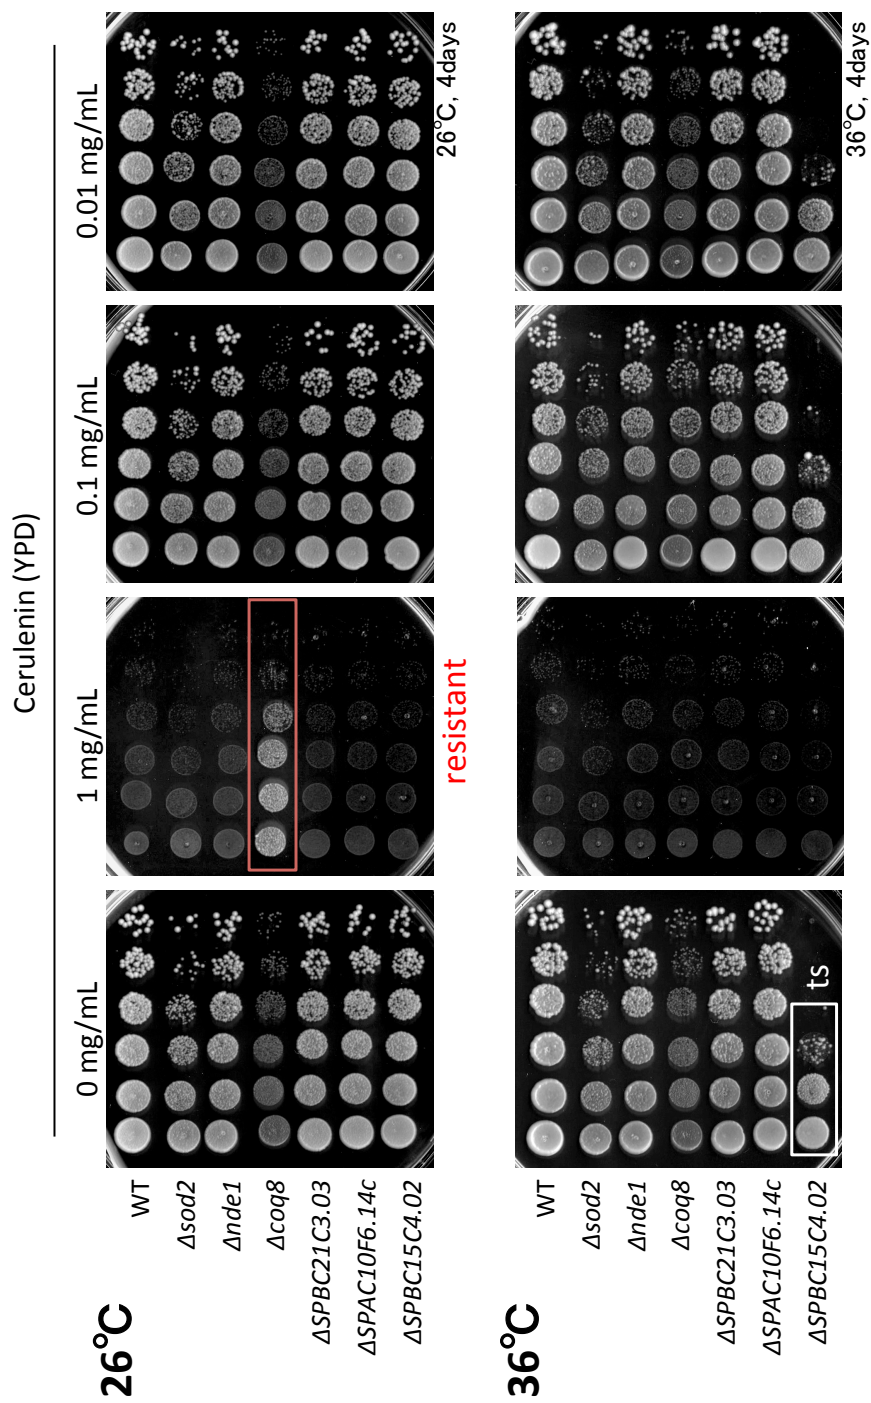 Cerulenin (YPD)
0 mg/mL
1 mg/mL
0.1 mg/mL
0.01 mg/mL
26°C
WT
Δsod2
Δnde1
Δcoq8
ΔSPBC21C3.03
ΔSPAC10F6.14c
ΔSPBC15C4.02
resistant
26°C, 4days
36°C
WT
Δsod2
Δnde1
Δcoq8
ΔSPBC21C3.03
ΔSPAC10F6.14c
ΔSPBC15C4.02
ts
36°C, 4days